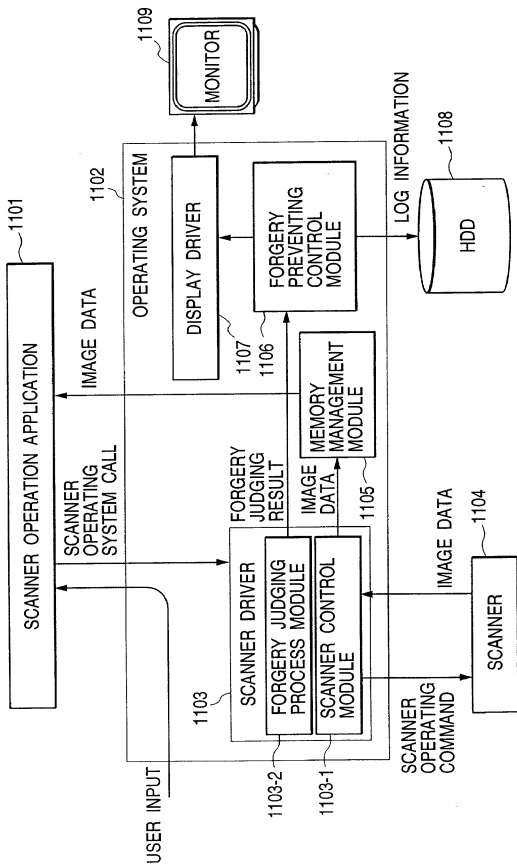 1101
SCANNER OPERATION APPLICATION
USER INPUT
SCANNER
OPERATING
SYSTEM CALL
IMAGE DATA
1102
OPERATING SYSTEM
DISPLAY DRIVER
1107
1109
MONITOR
1103
SCANNER DRIVER
FORGERY JUDGING
PROCESS MODULE
1103-2
SCANNER CONTROL
MODULE
1103-1
FORGERY
JUDGING
RESULT
IMAGE
DATA
MEMORY
MANAGEMENT
MODULE
1105
FORGERY
PREVENTING
CONTROL
MODULE
1106
LOG INFORMATION
1108
HDD
SCANNER
OPERATING
COMMAND
IMAGE DATA
1104
SCANNER